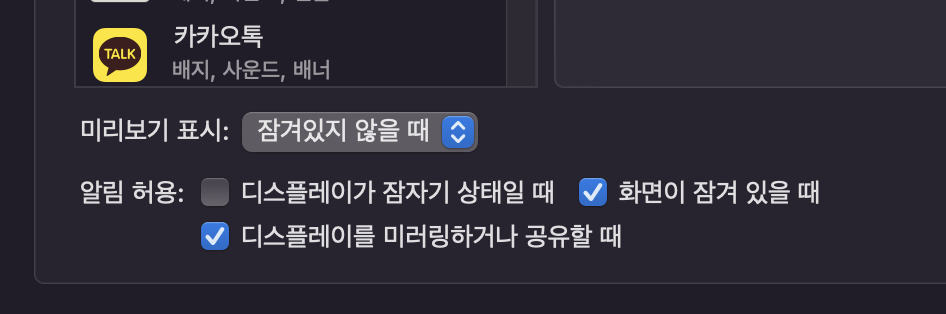 카카오톡
TALK
배지, 사운드, 배너
미리보기 표시: 잠겨있지 않을 때
알림 허용: 디스플레이가 잠자기 상태일 때 화면이 잠겨 있을 때
디스플레이를 미러링하거나 공유할 때